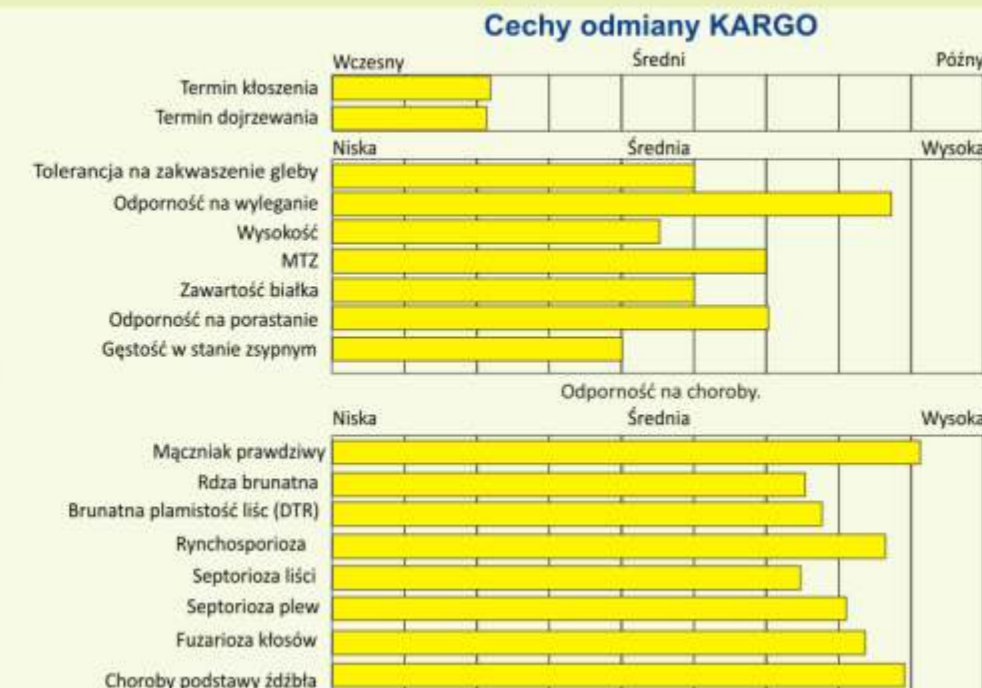 Cechy odmiany KARGO
Wczesny Średni Późny
Termin kłoszenia
Termin dojrzewania
Niska Średnia Wysoka
Tolerancja na zakwaszenie gleby
Odporność na wyleganie
Wysokość
MTZ
Zawartość białka
Odporność na porastanie
Gęstość w stanie zsypnym
Odporność na choroby.
Niska Średnia Wysoka
Mączniak prawdziwy
Rdza brunatna
Brunatna plamistość liśc (DTR)
Rynchosporioza
Septorioza liści
Septorioza plew
Fuzarioza kłosów
Choroby podstawy źdźbła